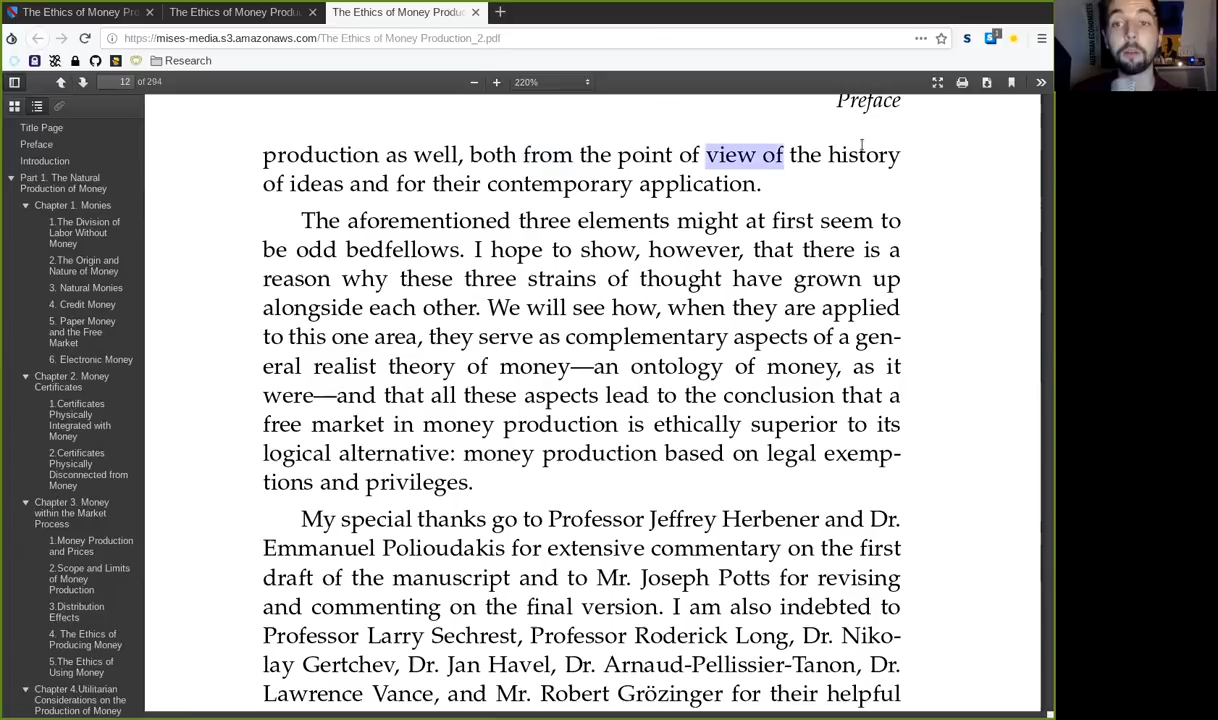 The Ethics of Money Pro
The Ethics of Money Produ
The Ethics of Money Produc
https://mises-media.s3.amazonaws.com/The Ethics of Money Production_2.pdf
Research
12 of 294
220%
Title Page
Preface
Introduction
Part 1. The Natural
Production of Money
Chapter 1. Monies
1.The Division of
Labor Without
Money
2.The Origin and
Nature of Money
3. Natural Monies
4. Credit Money
5. Paper Money
and the Free
Market
6. Electronic Money
Chapter 2. Money
Certificates
1.Certificates
Physically
Integrated with
Money
2.Certificates
Physically
Disconnected from
Money
Chapter 3. Money
within the Market
Process
1.Money Production
and Prices
2.Scope and Limits
of Money
Production
3.Distribution
Effects
4. The Ethics of
Producing Money
5.The Ethics of
Using Money
Chapter 4.Utilitarian
Considerations on the
Production of Money
Preface
production as well, both from the point of view of the history
of ideas and for their contemporary application.
The aforementioned three elements might at first seem to
be odd bedfellows. I hope to show, however, that there is a
reason why these three strains of thought have grown up
alongside each other. We will see how, when they are applied
to this one area, they serve as complementary aspects of a gen-
eral realist theory of money—an ontology of money, as it
were—and that all these aspects lead to the conclusion that a
free market in money production is ethically superior to its
logical alternative: money production based on legal exemp-
tions and privileges.
My special thanks go to Professor Jeffrey Herbener and Dr.
Emmanuel Polioudakis for extensive commentary on the first
draft of the manuscript and to Mr. Joseph Potts for revising
and commenting on the final version. I am also indebted to
Professor Larry Sechrest, Professor Roderick Long, Dr. Niko-
lay Gertchev, Dr. Jan Havel, Dr. Arnaud-Pellissier-Tanon, Dr.
Lawrence Vance, and Mr. Robert Grözinger for their helpful